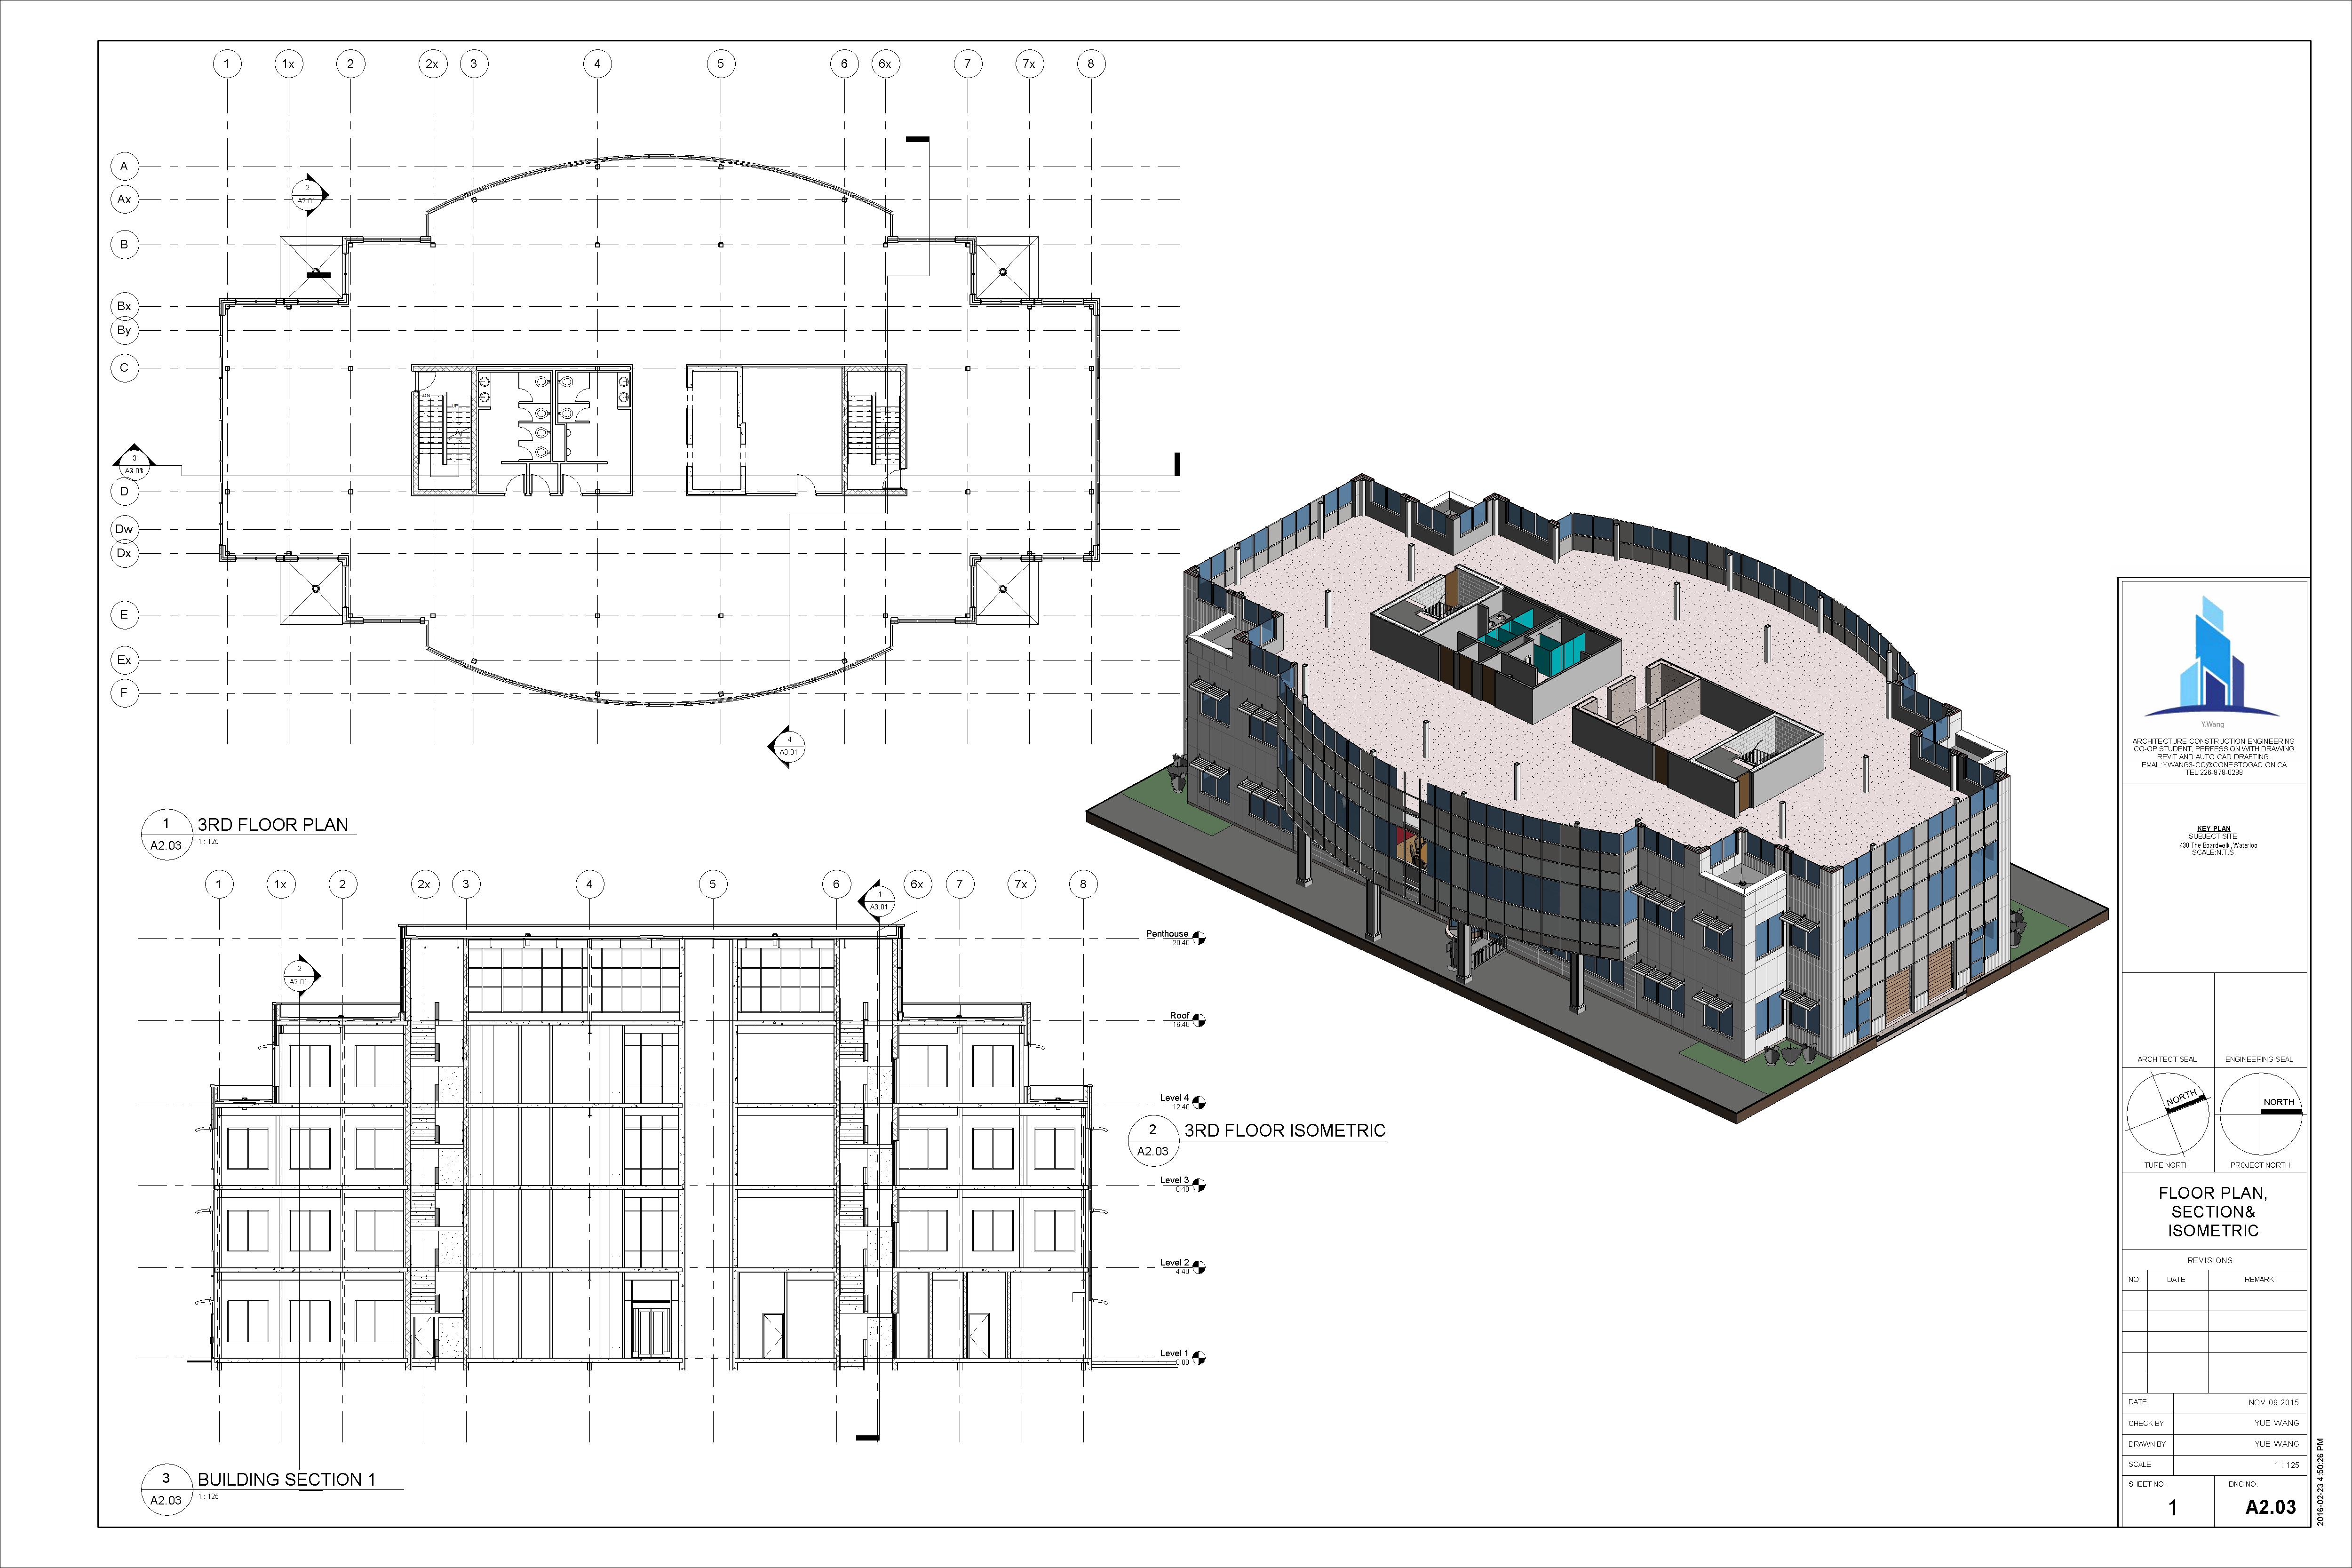 1 1x 2 2x 3 4 5 6 6x 7 7x 8
A
Ax
B
Bx
By
C
D
Dw
Dx
E
Ex
F
2
A2.01
3
4
A3.01
DN
1
A2.03
3RD FLOOR PLAN
1 : 125
1 1x 2 2x 3 4 5 6 6x 7 7x 8
4
A3.01
2
A2.01
Penthouse
20.40
Roof
16.40
Level 4
12.40
Level 3
8.40
Level 2
4.40
Level 1
0.00
2
A2.03
3RD FLOOR ISOMETRIC
3
A2.03
BUILDING SECTION 1
1 : 125
Y.Wang
ARCHITECTURE CONSTRUCTION ENGINEERING
CO-OP STUDENT, PERFESSION WITH DRAWING
REVIT AND AUTO CAD DRAFTING.
EMAIL:YWANG3-CC@CONESTOGAC.ON.CA
TEL:226-978-0288
KEY PLAN
SUBJECT SITE:
430 The Boardwalk, Waterloo
SCALE:N.T.S.
ARCHITECT SEAL
ENGINEERING SEAL
NORTH
NORTH
TURE NORTH
PROJECT NORTH
FLOOR PLAN,
SECTION&
ISOMETRIC
REVISIONS
NO. DATE REMARK
DATE NOV.09.2015
CHECK BY YUE WANG
DRAWN BY YUE WANG
SCALE 1 : 125
SHEET NO. DNG NO.
1 A2.03
2016-02-23 4:50:26 PM